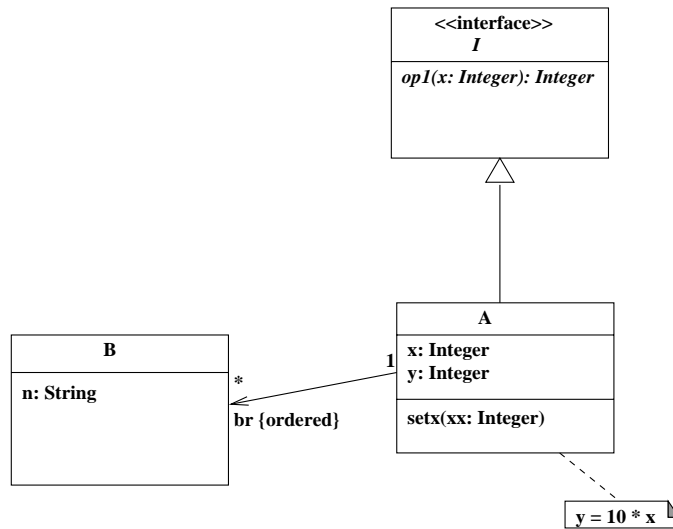 <<interface>>
I
op1(x: Integer): Integer
A
x: Integer
y: Integer
setx(xx: Integer)
B
n: String
*
br {ordered}
1
y = 10 * x